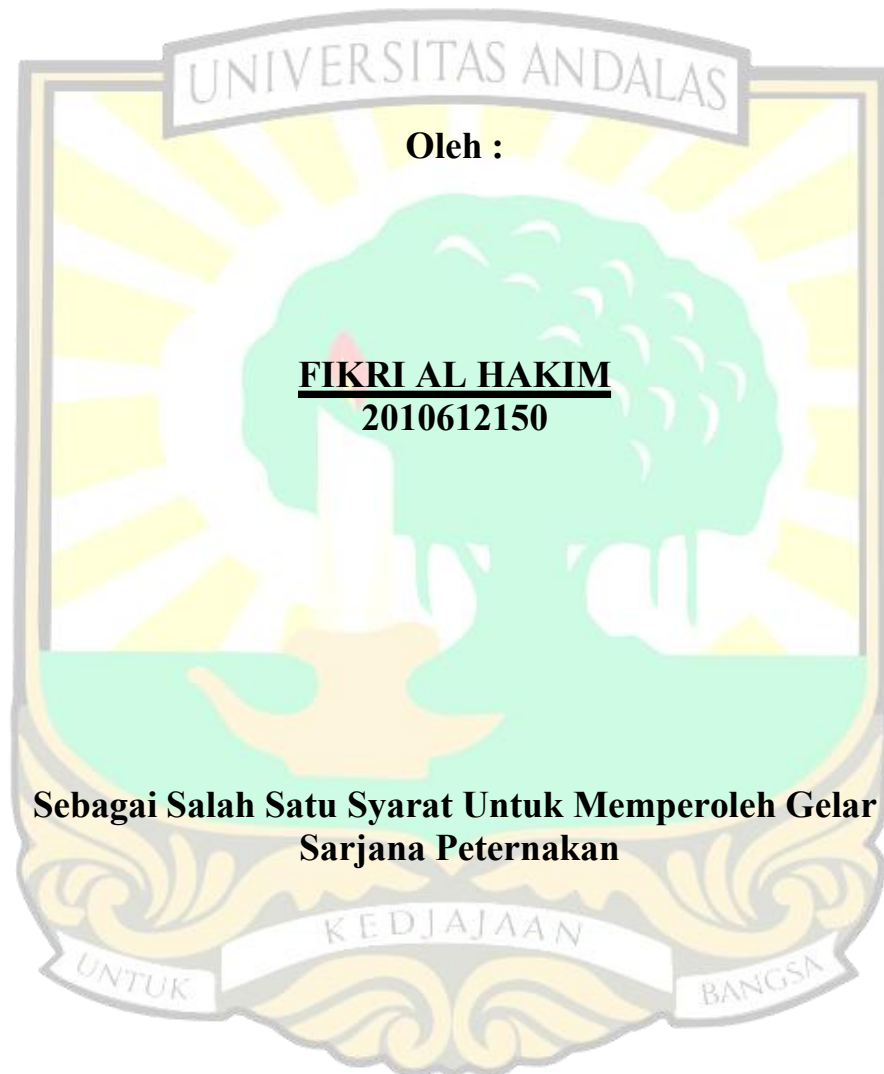 UNIVERSITAS ANDALAS
Oleh :
FIKRI AL HAKIM
2010612150
Sebagai Salah Satu Syarat Untuk Memperoleh Gelar
Sarjana Peternakan
UNTUK KEDJAJAAN BANGSA